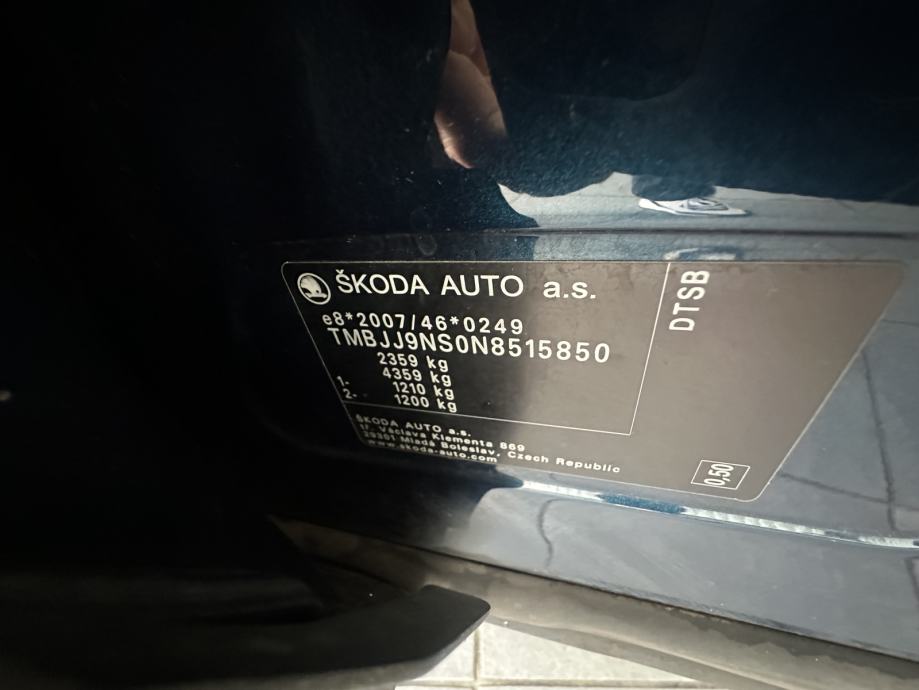 ŠKODA AUTO a.s.
e8*2007/46*0249
TMBJJ9NS0N8515850
2359 kg
4359 kg
1- 1210 kg
2- 1200 kg
ŠKODA AUTO a.s.
tř. Václava Klementa 869
29301 Mladá Boleslav, Czech Republic
www.skoda-auto.com
DTSB
0,50